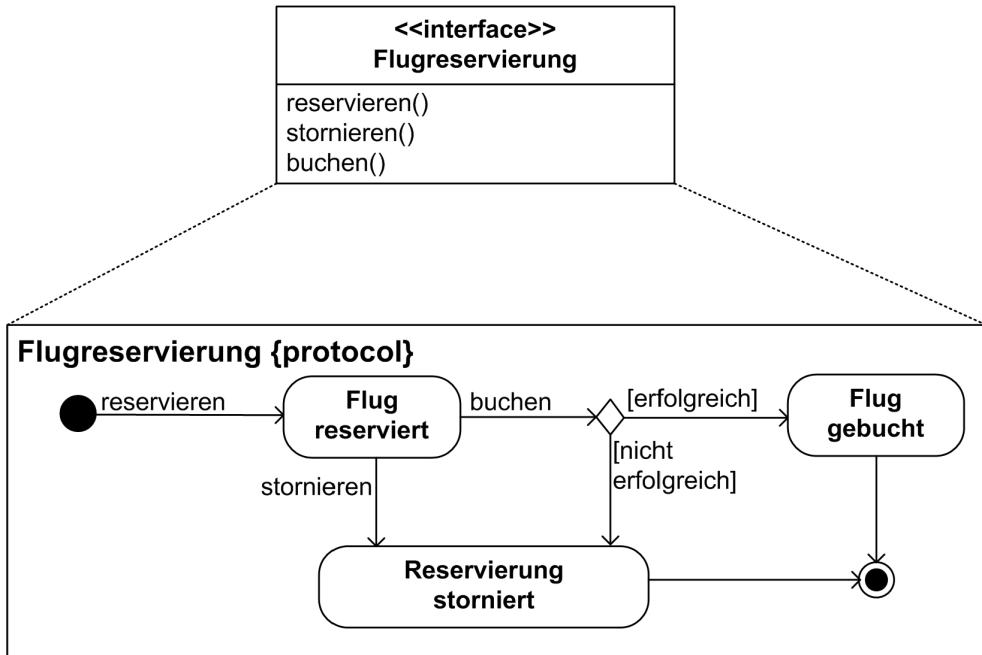 <<interface>>
Flugreservierung
reservieren()
stornieren()
buchen()
Flugreservierung {protocol}
reservieren
Flug
reserviert
buchen
[erfolgreich]
Flug
gebucht
[nicht
erfolgreich]
stornieren
Reservierung
storniert